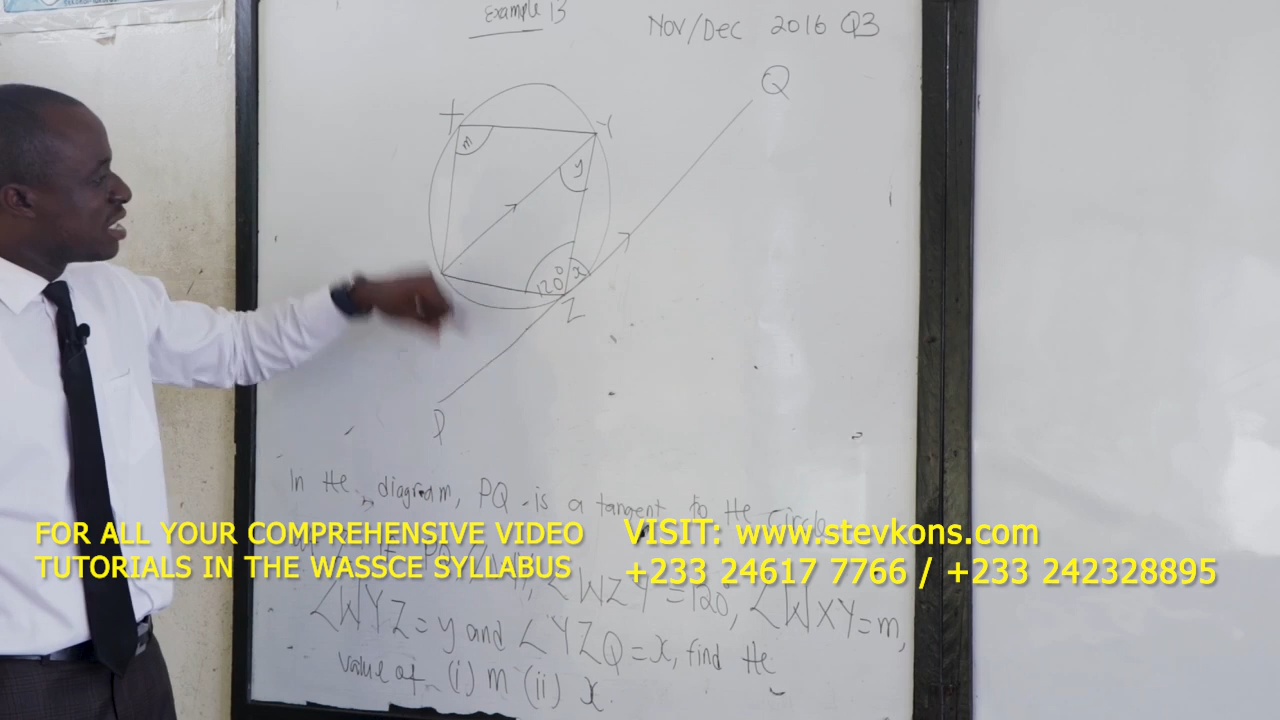 Example 13
Nov/Dec 2016 Q3
Q
X
Y
m
y
120° x
Z
P
In the diagram, PQ is a tangent to the circle
FOR ALL YOUR COMPREHENSIVE VIDEO
TUTORIALS IN THE WASSCE SYLLABUS
VISIT: www.stevkons.com
+233 24617 7766 / +233 242328895
∠WZY = 120°, ∠WXY = m,
∠WYZ = y and ∠YZQ = x, find the
value of (i) m (ii) x.